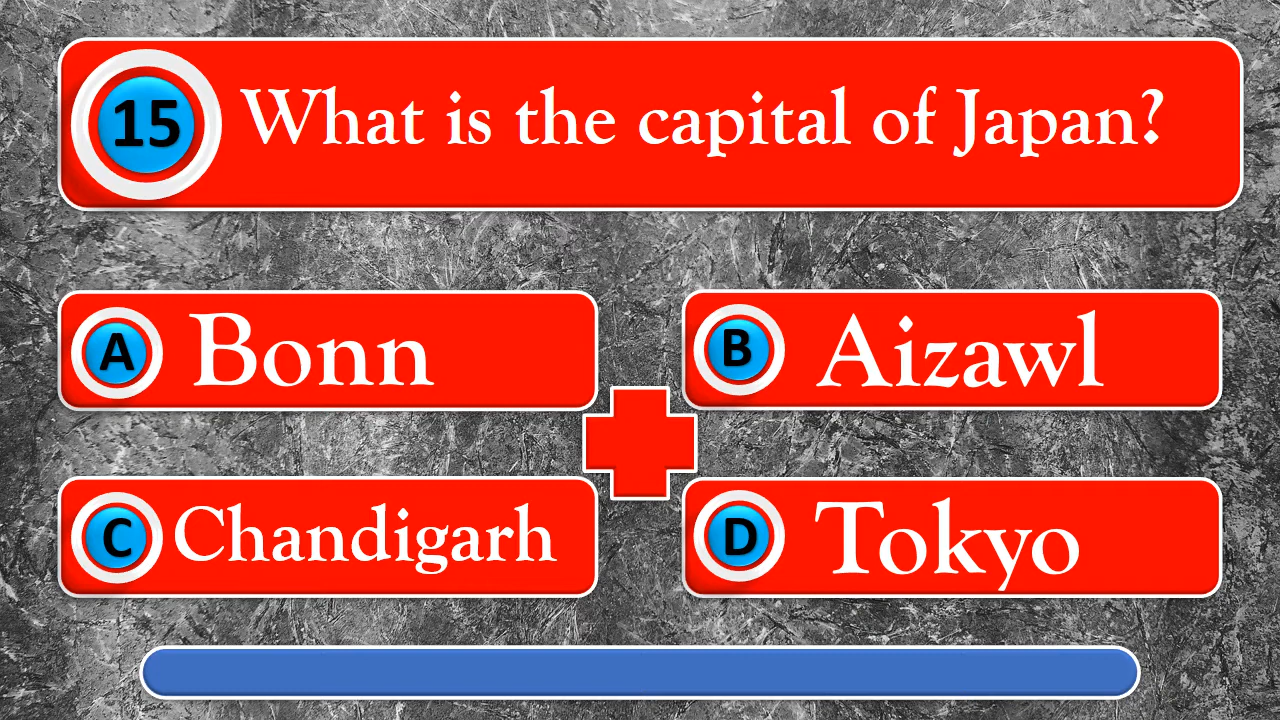 15 What is the capital of Japan?
A Bonn
B Aizawl
C Chandigarh
D Tokyo